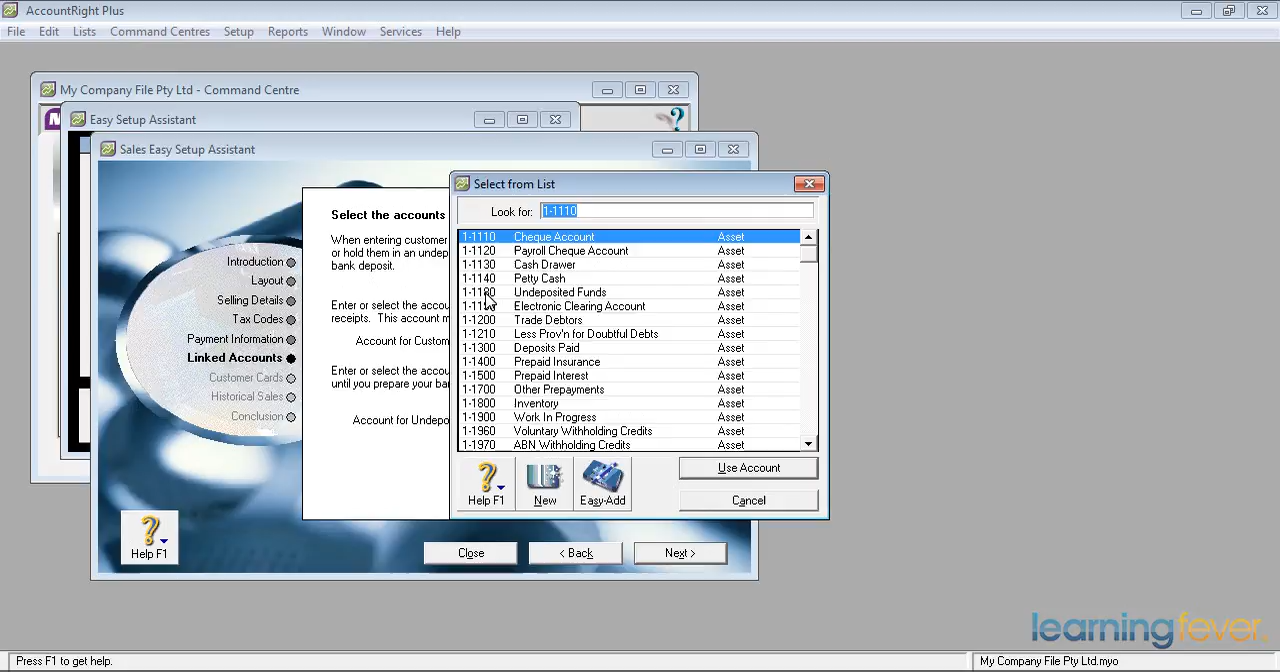 AccountRight Plus
File Edit Lists Command Centres Setup Reports Window Services Help
My Company File Pty Ltd - Command Centre
Easy Setup Assistant
Sales Easy Setup Assistant
Introduction
Layout
Selling Details
Tax Codes
Payment Information
Linked Accounts
Customer Cards
Historical Sales
Conclusion
Help F1
Select the accounts
When entering customer
or hold them in an undep
bank deposit.
Enter or select the accou
receipts. This account m
Account for Custom
Enter or select the accou
until you prepare your ba
Account for Undepo
Close < Back Next >
Select from List
Look for: 1-1110
1-1110 Cheque Account Asset
1-1120 Payroll Cheque Account Asset
1-1130 Cash Drawer Asset
1-1140 Petty Cash Asset
Undeposited Funds Asset
Electronic Clearing Account Asset
1-1200 Trade Debtors Asset
1-1210 Less Prov'n for Doubtful Debts Asset
1-1300 Deposits Paid Asset
1-1400 Prepaid Insurance Asset
1-1500 Prepaid Interest Asset
1-1700 Other Prepayments Asset
1-1800 Inventory Asset
1-1900 Work In Progress Asset
1-1960 Voluntary Withholding Credits Asset
1-1970 ABN Withholding Credits Asset
Help F1 New Easy-Add
Use Account
Cancel
learningfever.
Press F1 to get help.
My Company File Pty Ltd.myo